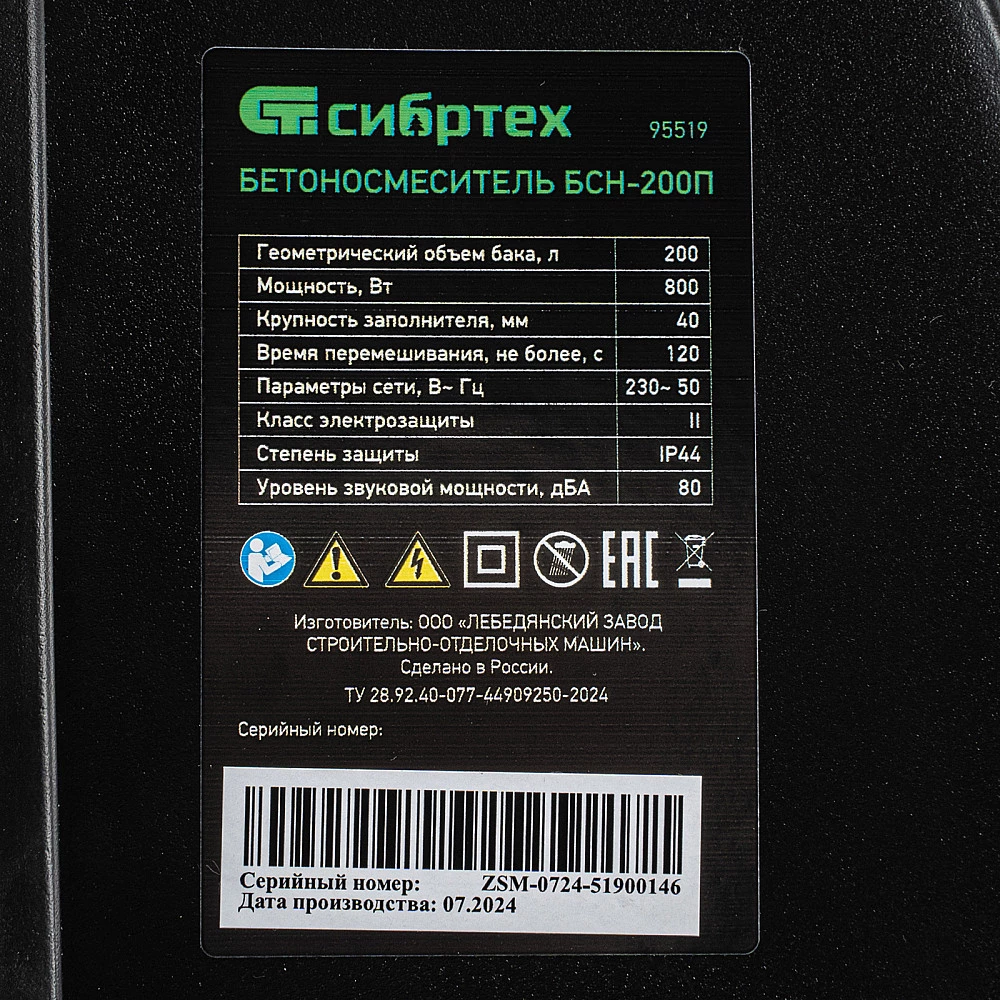 сибртех
95519
БЕТОНОСМЕСИТЕЛЬ БСН-200П
Геометрический объем бака, л 200
Мощность, Вт 800
Крупность заполнителя, мм 40
Время перемешивания, не более, с 120
Параметры сети, В~ Гц 230~ 50
Класс электрозащиты II
Степень защиты IP44
Уровень звуковой мощности, дБА 80
EAC
Изготовитель: ООО «ЛЕБЕДЯНСКИЙ ЗАВОД
СТРОИТЕЛЬНО-ОТДЕЛОЧНЫХ МАШИН».
Сделано в России.
ТУ 28.92.40-077-44909250-2024
Серийный номер:
Серийный номер: ZSM-0724-51900146
Дата производства: 07.2024